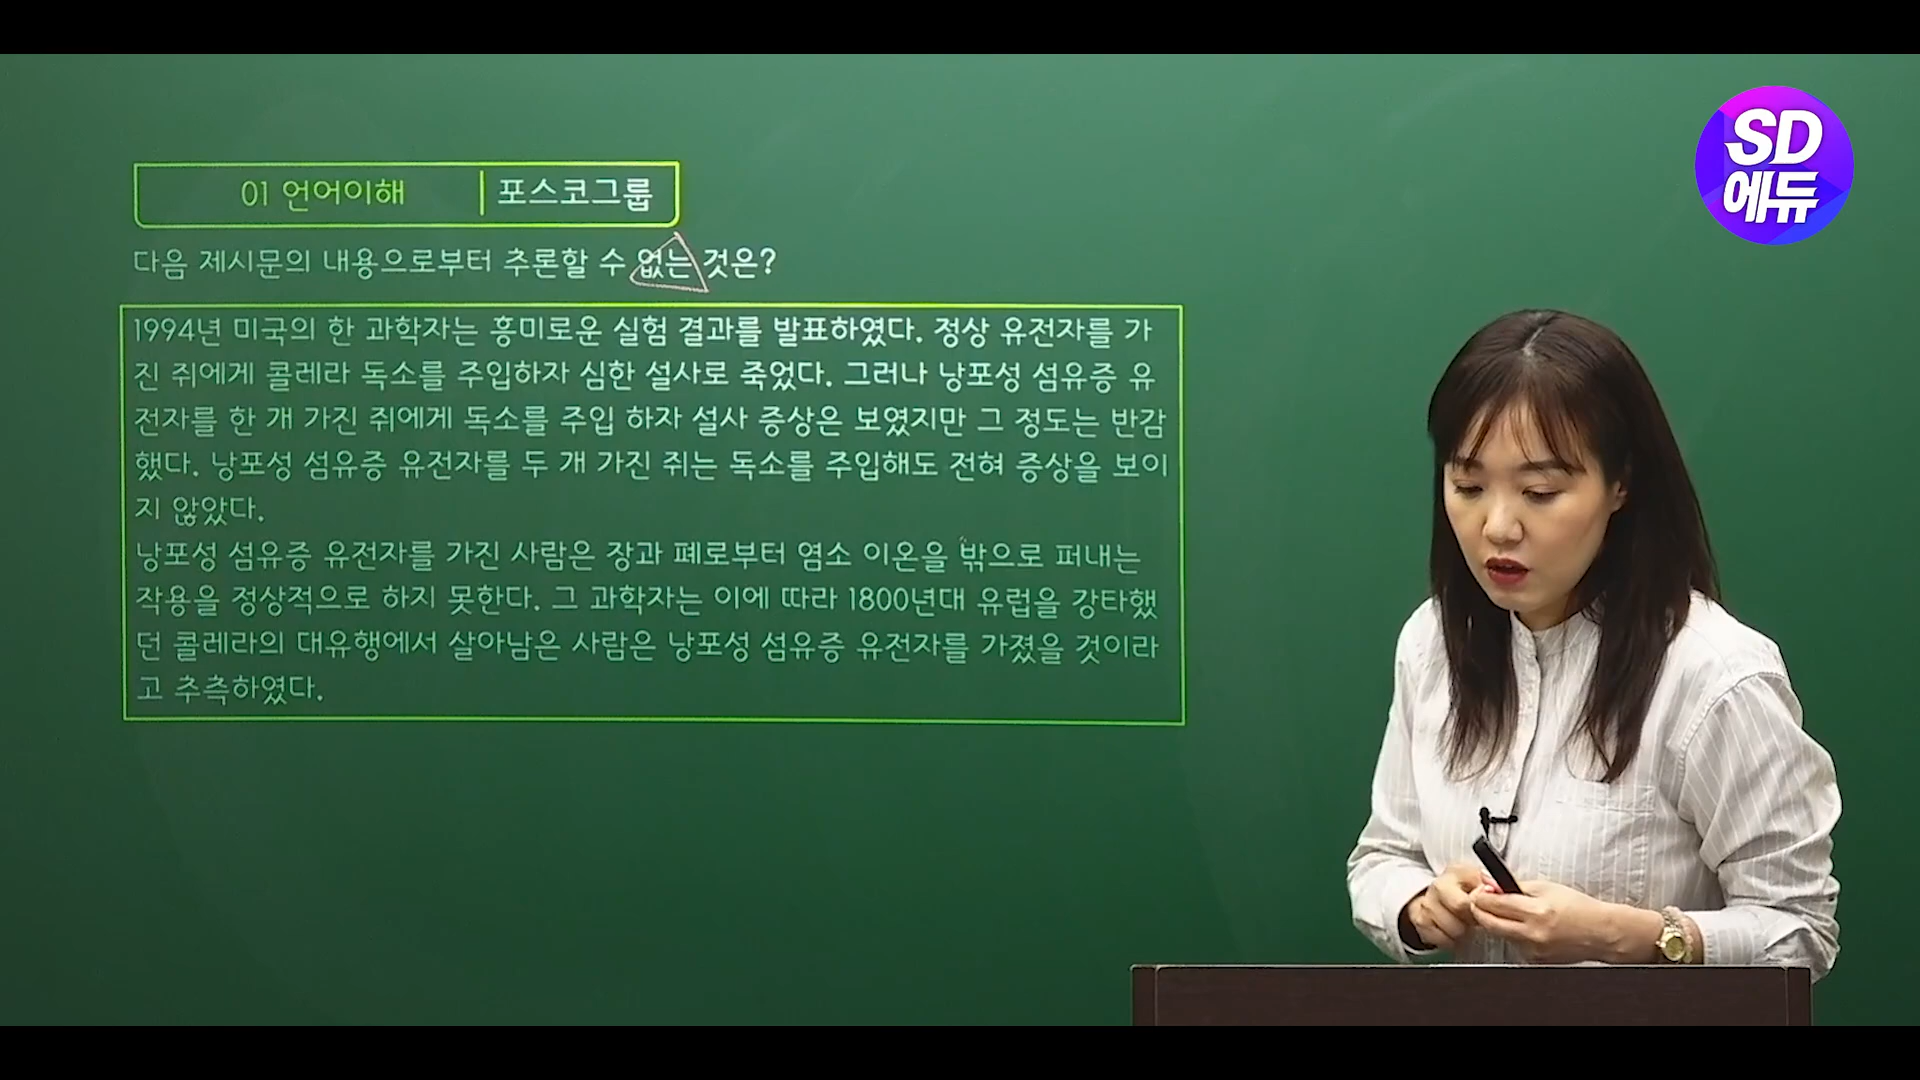 SD
에듀
01 언어이해
포스코그룹
다음 제시문의 내용으로부터 추론할 수 없는 것은?
1994년 미국의 한 과학자는 흥미로운 실험 결과를 발표하였다. 정상 유전자를 가
진 쥐에게 콜레라 독소를 주입하자 심한 설사로 죽었다. 그러나 낭포성 섬유증 유
전자를 한 개 가진 쥐에게 독소를 주입 하자 설사 증상은 보였지만 그 정도는 반감
했다. 낭포성 섬유증 유전자를 두 개 가진 쥐는 독소를 주입해도 전혀 증상을 보이
지 않았다.
낭포성 섬유증 유전자를 가진 사람은 장과 폐로부터 염소 이온을 밖으로 퍼내는
작용을 정상적으로 하지 못한다. 그 과학자는 이에 따라 1800년대 유럽을 강타했
던 콜레라의 대유행에서 살아남은 사람은 낭포성 섬유증 유전자를 가졌을 것이라
고 추측하였다.